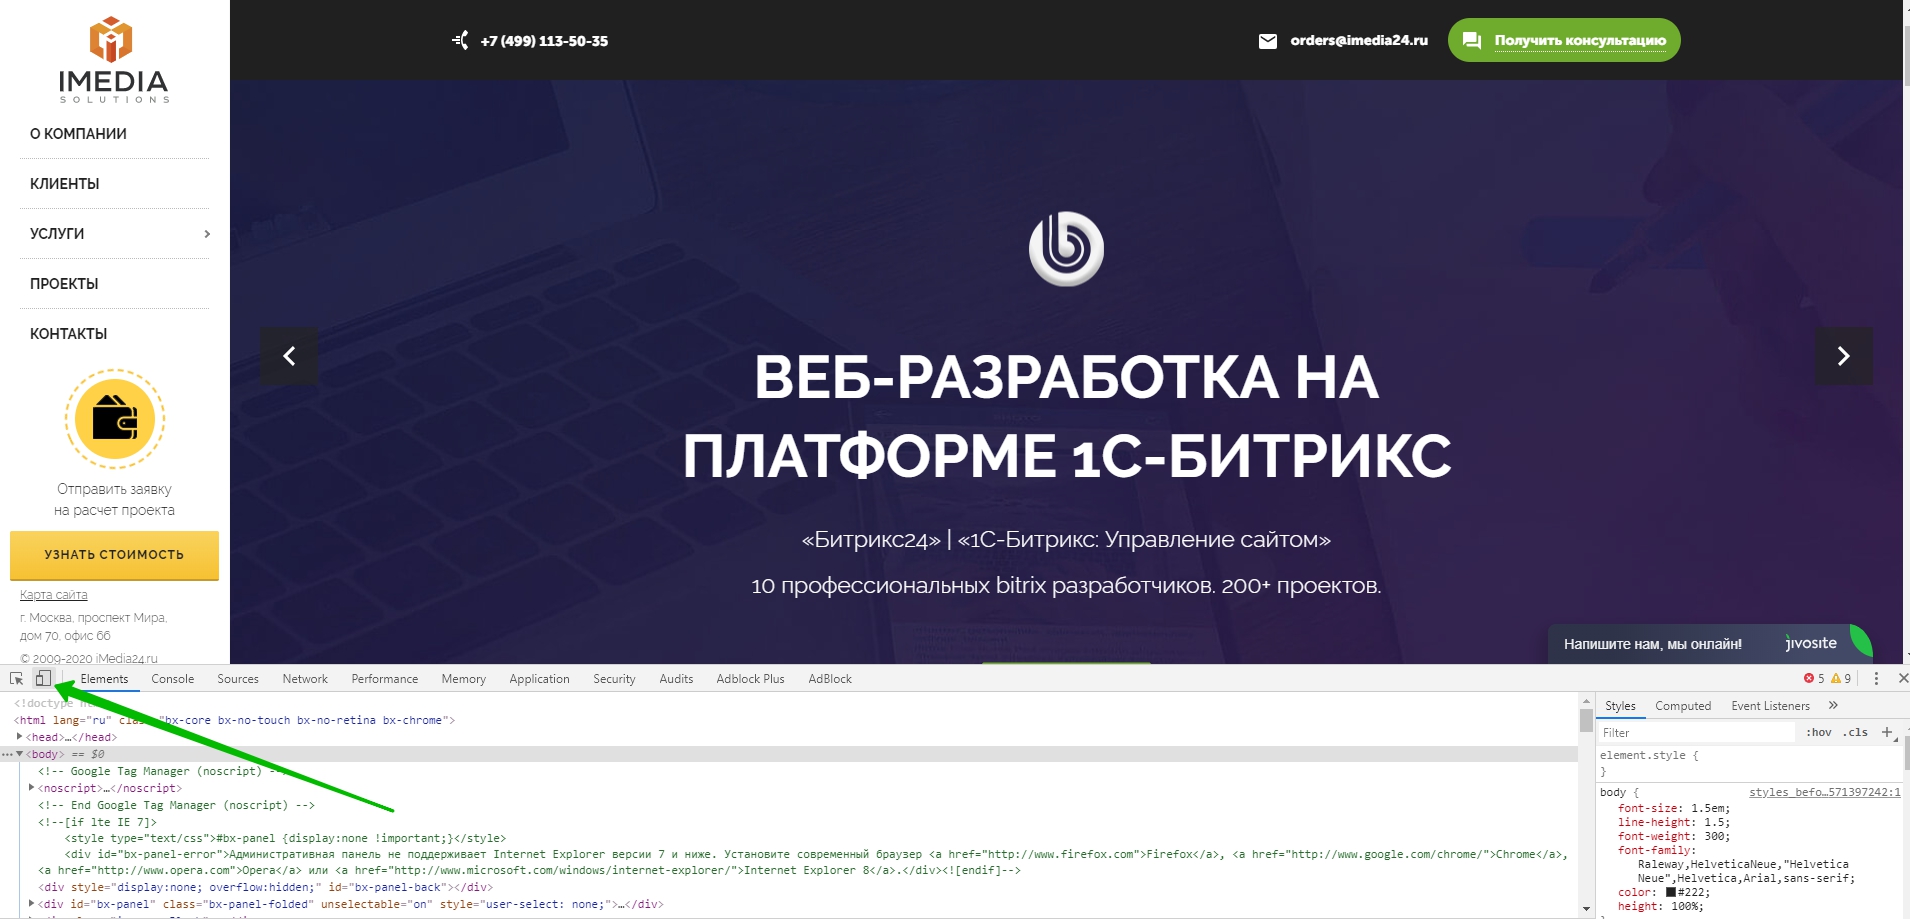 IMEDIA
SOLUTIONS
О КОМПАНИИ
КЛИЕНТЫ
УСЛУГИ
ПРОЕКТЫ
КОНТАКТЫ
Отправить заявку
на расчет проекта
УЗНАТЬ СТОИМОСТЬ
Карта сайта
г. Москва, проспект Мира,
дом 70, офис 66
© 2009-2020 iMedia24.ru
+7 (499) 113-50-35
orders@imedia24.ru
Получить консультацию
ВЕБ-РАЗРАБОТКА НА
ПЛАТФОРМЕ 1С-БИТРИКС
«Битрикс24» | «1С-Битрикс: Управление сайтом»
10 профессиональных bitrix разработчиков. 200+ проектов.
Напишите нам, мы онлайн! jivosite
Elements Console Sources Network Performance Memory Application Security Audits Adblock Plus AdBlock 5 9
<!doctype
<html lang="ru" class="bx-core bx-no-touch bx-no-retina bx-chrome">
<head>…</head>
<body> == $0
<!-- Google Tag Manager (noscript) -->
<noscript>…</noscript>
<!-- End Google Tag Manager (noscript) -->
<!--[if lte IE 7]>
<style type="text/css">#bx-panel {display:none !important;}</style>
<div id="bx-panel-error">Административная панель не поддерживает Internet Explorer версии 7 и ниже. Установите современный браузер <a href="http://www.firefox.com">Firefox</a>, <a href="http://www.google.com/chrome/">Chrome</a>,
<a href="http://www.opera.com">Opera</a> или <a href="http://www.microsoft.com/windows/internet-explorer/">Internet Explorer 8</a>.</div><![endif]-->
<div style="display:none; overflow:hidden;" id="bx-panel-back"></div>
<div id="bx-panel" class="bx-panel-folded" unselectable="on" style="user-select: none;">…</div>
Styles Computed Event Listeners »
Filter :hov .cls +
element.style {
}
body { styles_befo…571397242:1
font-size: 1.5em;
line-height: 1.5;
font-weight: 300;
font-family:
Raleway,HelveticaNeue,"Helvetica
Neue",Helvetica,Arial,sans-serif;
color: #222;
height: 100%;